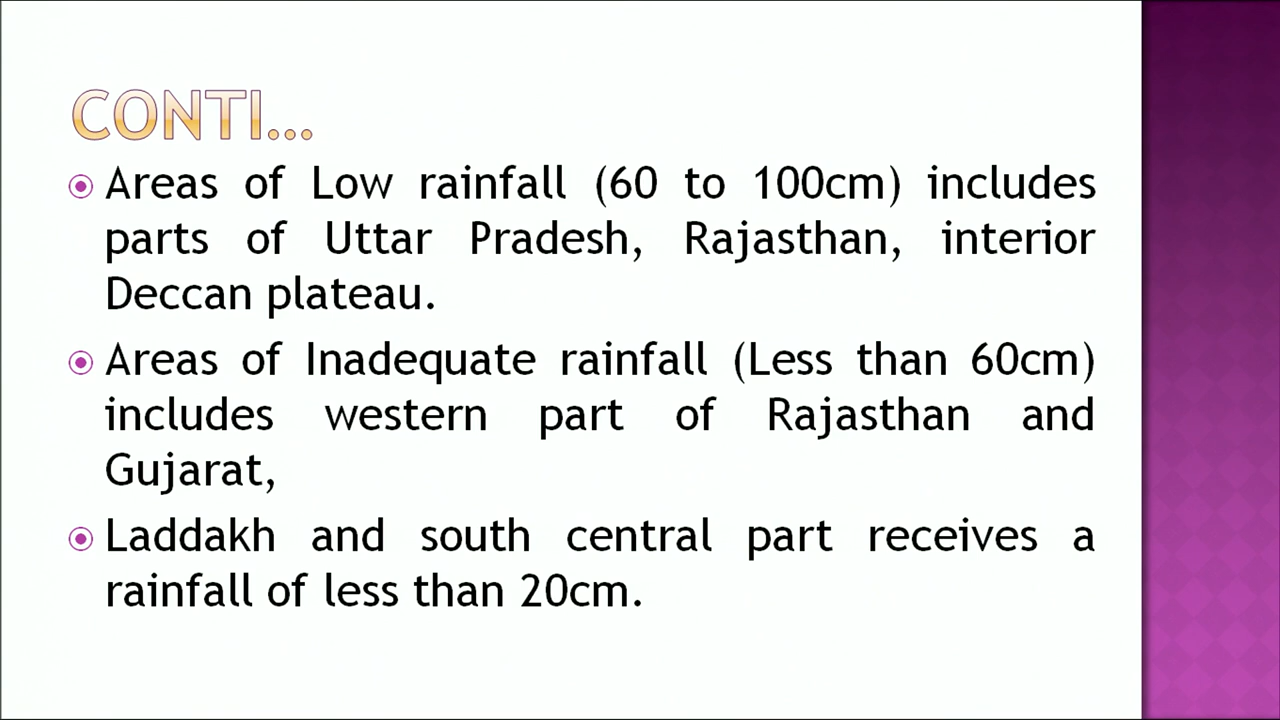 CONTI...
Areas of Low rainfall (60 to 100cm) includes
parts of Uttar Pradesh, Rajasthan, interior
Deccan plateau.
Areas of Inadequate rainfall (Less than 60cm)
includes western part of Rajasthan and
Gujarat,
Laddakh and south central part receives a
rainfall of less than 20cm.